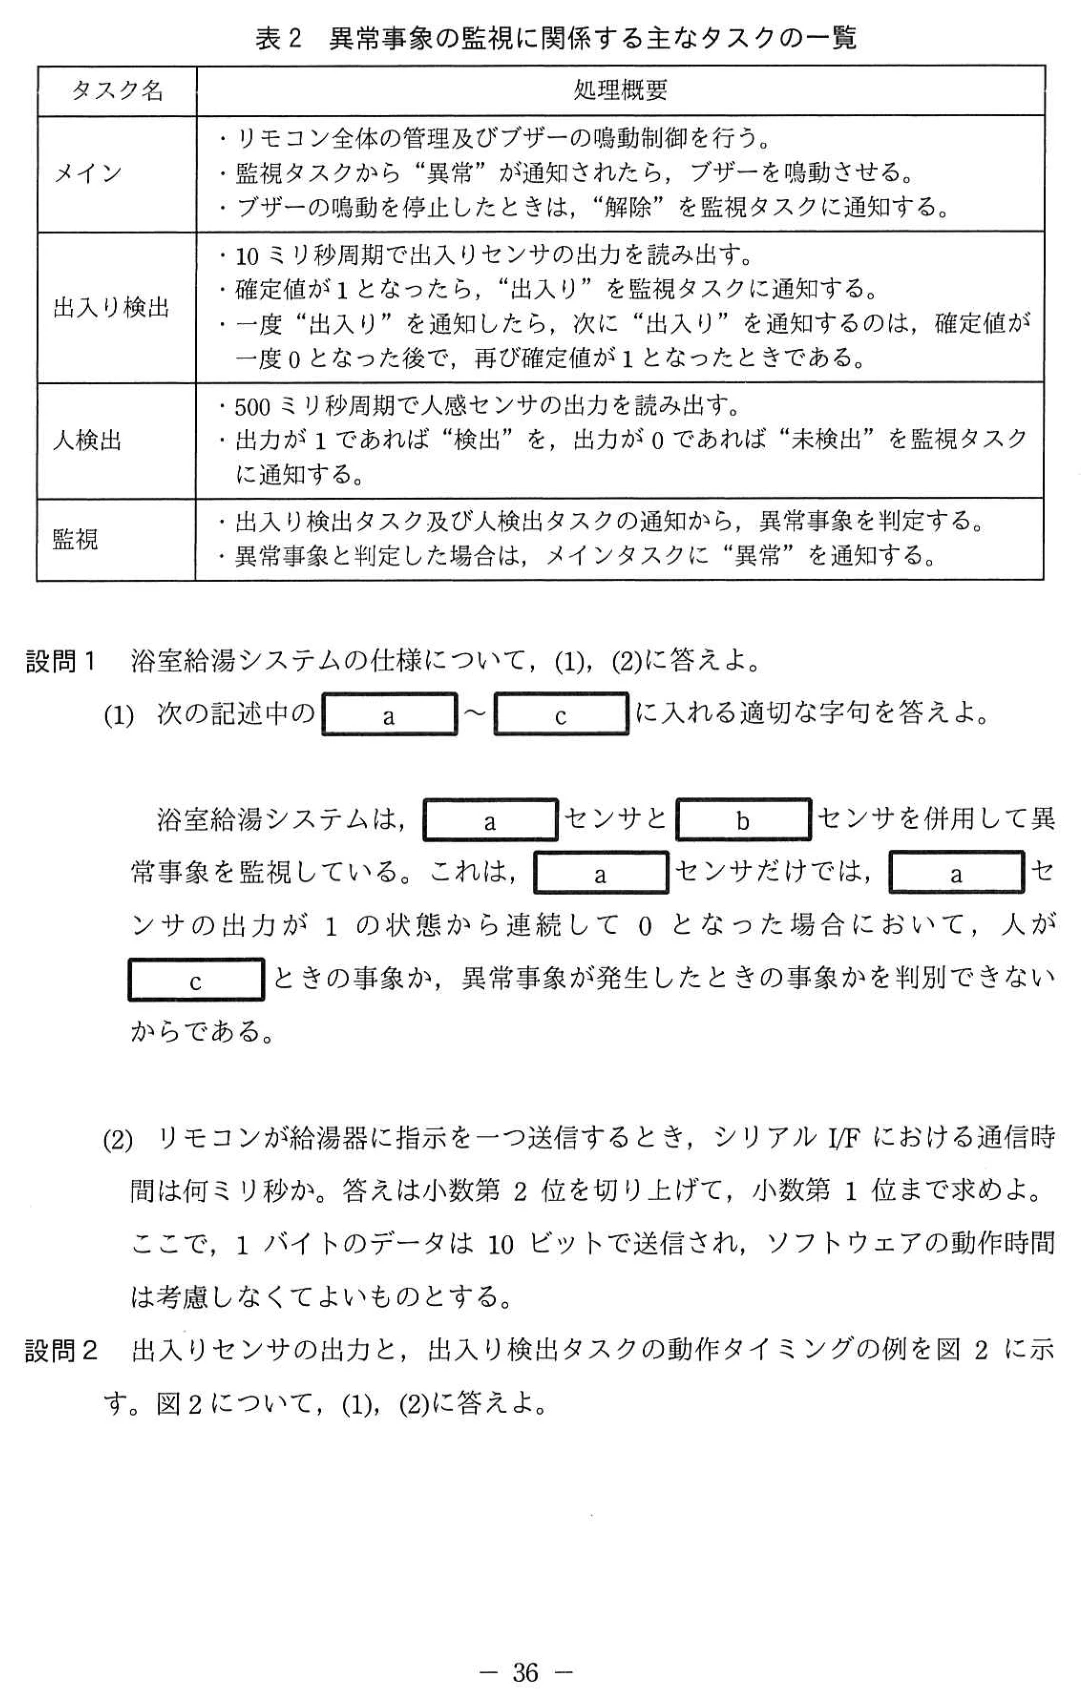 表2 異常事象の監視に関係する主なタスクの一覧
タスク名 処理概要
メイン
・リモコン全体の管理及びブザーの鳴動制御を行う。
・監視タスクから“異常”が通知されたら，ブザーを鳴動させる。
・ブザーの鳴動を停止したときは，“解除”を監視タスクに通知する。
出入り検出
・10 ミリ秒周期で出入りセンサの出力を読み出す。
・確定値が1となったら，“出入り”を監視タスクに通知する。
・一度“出入り”を通知したら，次に“出入り”を通知するのは，確定値が
一度0となった後で，再び確定値が1となったときである。
人検出
・500 ミリ秒周期で人感センサの出力を読み出す。
・出力が1であれば“検出”を，出力が0であれば“未検出”を監視タスク
に通知する。
監視
・出入り検出タスク及び人検出タスクの通知から，異常事象を判定する。
・異常事象と判定した場合は，メインタスクに“異常”を通知する。
設問1 浴室給湯システムの仕様について，(1)，(2)に答えよ。
(1) 次の記述中の a ～ c に入れる適切な字句を答えよ。
浴室給湯システムは， a センサと b センサを併用して異
常事象を監視している。これは， a センサだけでは， a セ
ンサの出力が 1 の状態から連続して 0 となった場合において，人が
c ときの事象か，異常事象が発生したときの事象かを判別できない
からである。
(2) リモコンが給湯器に指示を一つ送信するとき，シリアル I/F における通信時
間は何ミリ秒か。答えは小数第 2 位を切り上げて，小数第 1 位まで求めよ。
ここで，1 バイトのデータは 10 ビットで送信され，ソフトウェアの動作時間
は考慮しなくてよいものとする。
設問2 出入りセンサの出力と，出入り検出タスクの動作タイミングの例を図 2 に示
す。図2について，(1)，(2)に答えよ。
－ 36 －